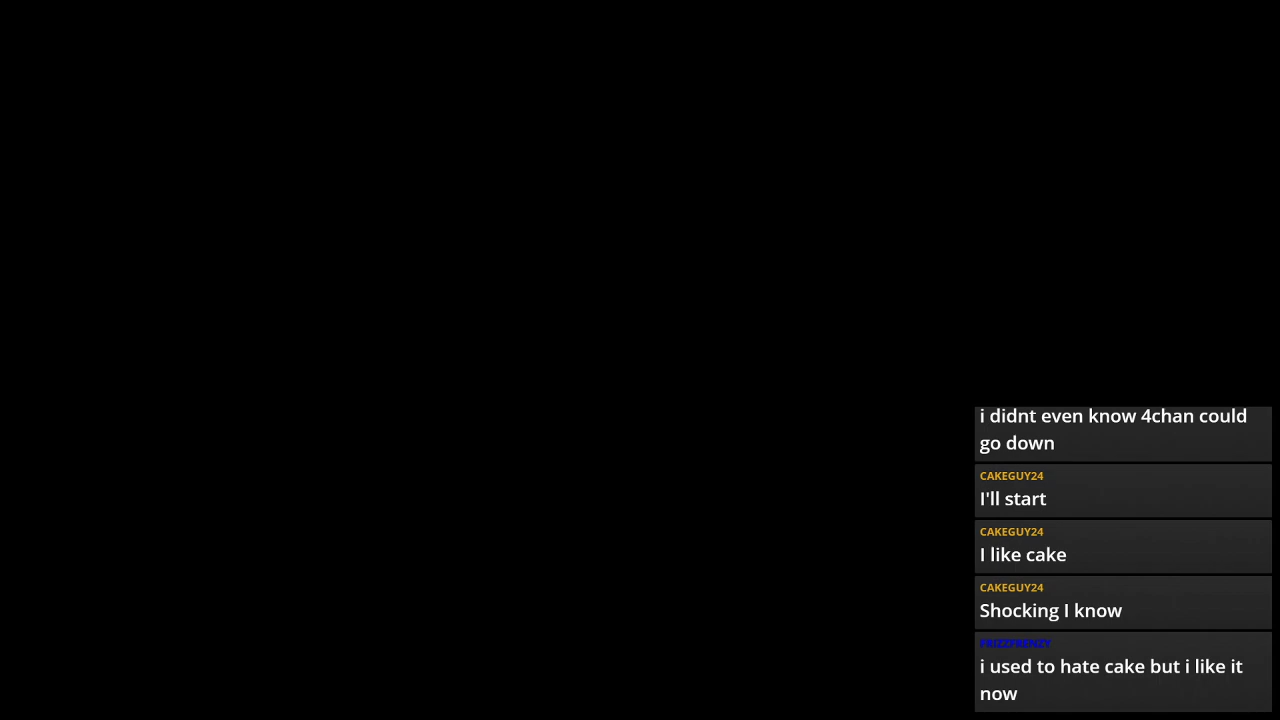 i didnt even know 4chan could
go down
CAKEGUY24
I'll start
CAKEGUY24
I like cake
CAKEGUY24
Shocking I know
FRIZZFRENZY
i used to hate cake but i like it
now